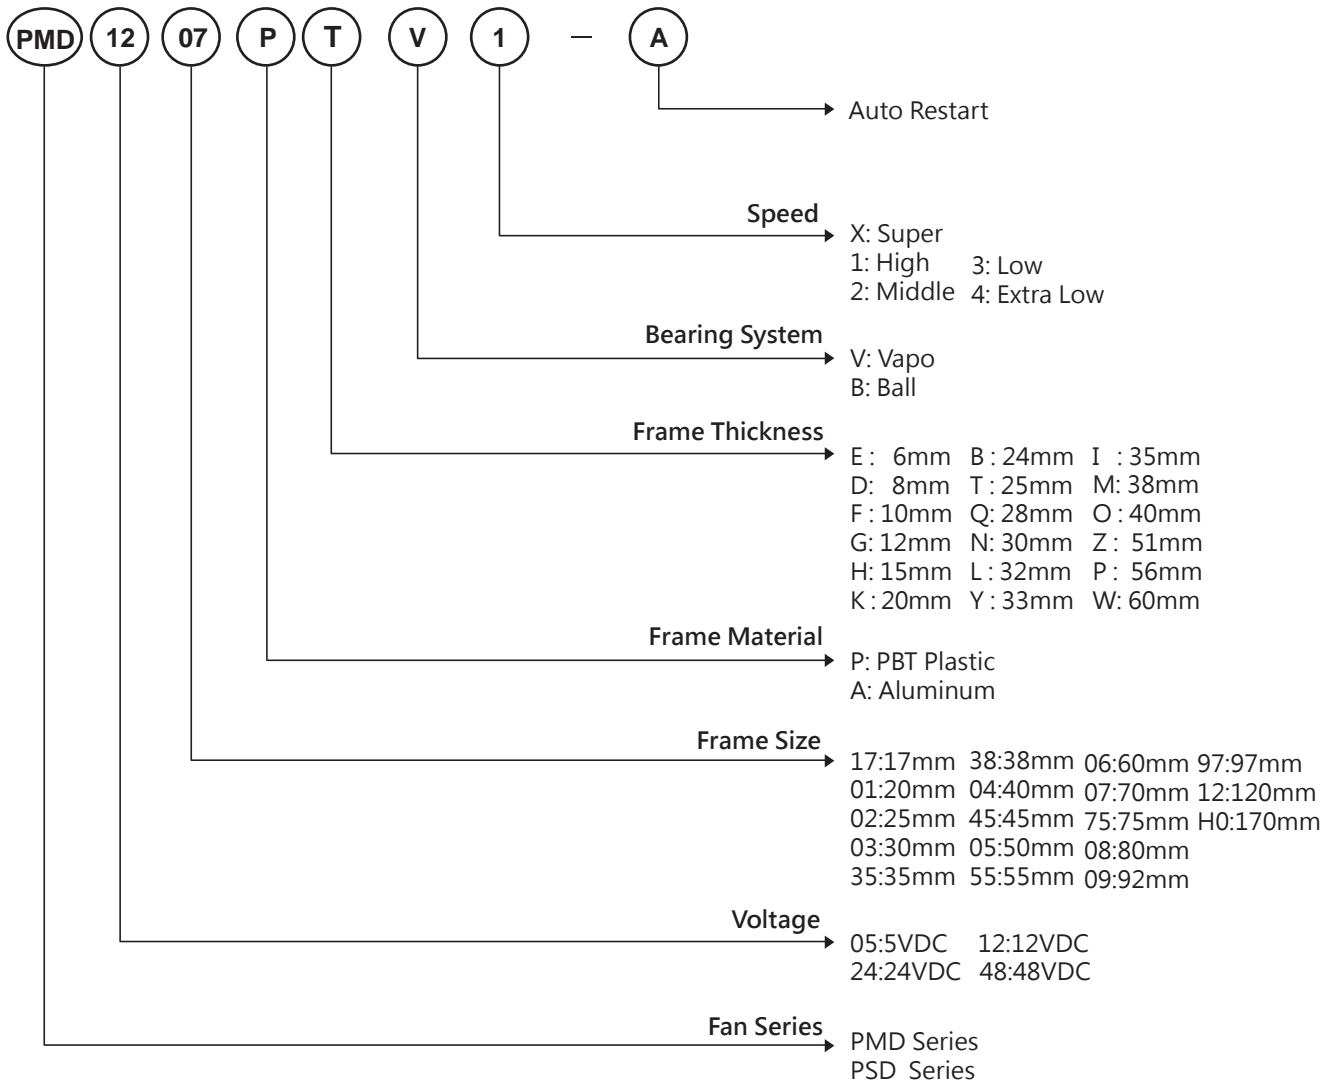 PMD 12 07 P T V 1 – A
Auto Restart
Speed
X: Super
1: High 3: Low
2: Middle 4: Extra Low
Bearing System
V: Vapo
B: Ball
Frame Thickness
E : 6mm B : 24mm I : 35mm
D: 8mm T : 25mm M: 38mm
F : 10mm Q: 28mm O : 40mm
G: 12mm N: 30mm Z : 51mm
H: 15mm L : 32mm P : 56mm
K : 20mm Y : 33mm W: 60mm
Frame Material
P: PBT Plastic
A: Aluminum
Frame Size
17:17mm 38:38mm 06:60mm 97:97mm
01:20mm 04:40mm 07:70mm 12:120mm
02:25mm 45:45mm 75:75mm H0:170mm
03:30mm 05:50mm 08:80mm
35:35mm 55:55mm 09:92mm
Voltage
05:5VDC 12:12VDC
24:24VDC 48:48VDC
Fan Series
PMD Series
PSD Series